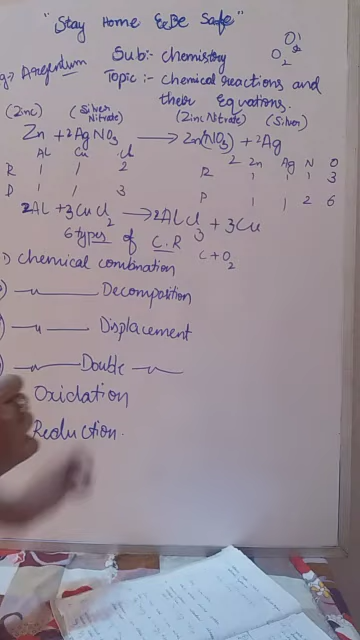 "Stay Home & Be Safe"
Sub:- Chemistry
O¹
O₂
Topic:- Chemical reactions and
their Equations.
(Zinc) (Silver Nitrate) (Zinc Nitrate) (Silver)
Zn + 2AgNO₃ → Zn(NO₃)₂ + 2Ag
Al Cu Cl Zn Ag N O
R 1 1 2 R 1 1 1 3
P 1 1 3 P 1 1 2 6
2AL + 3CuCl₂ → 2AlCl₃ + 3Cu
6 types of C.R C + O₂
1) Chemical combination
Decomposition
Displacement
Double
Oxidation
Reduction.